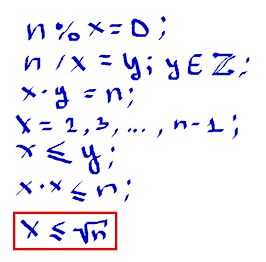 n % x = 0;
n / x = y; y ∈ ℤ;
x · y = n;
x = 2, 3, ..., n - 1;
x ≤ y;
x · x ≤ n;
x ≤ √n